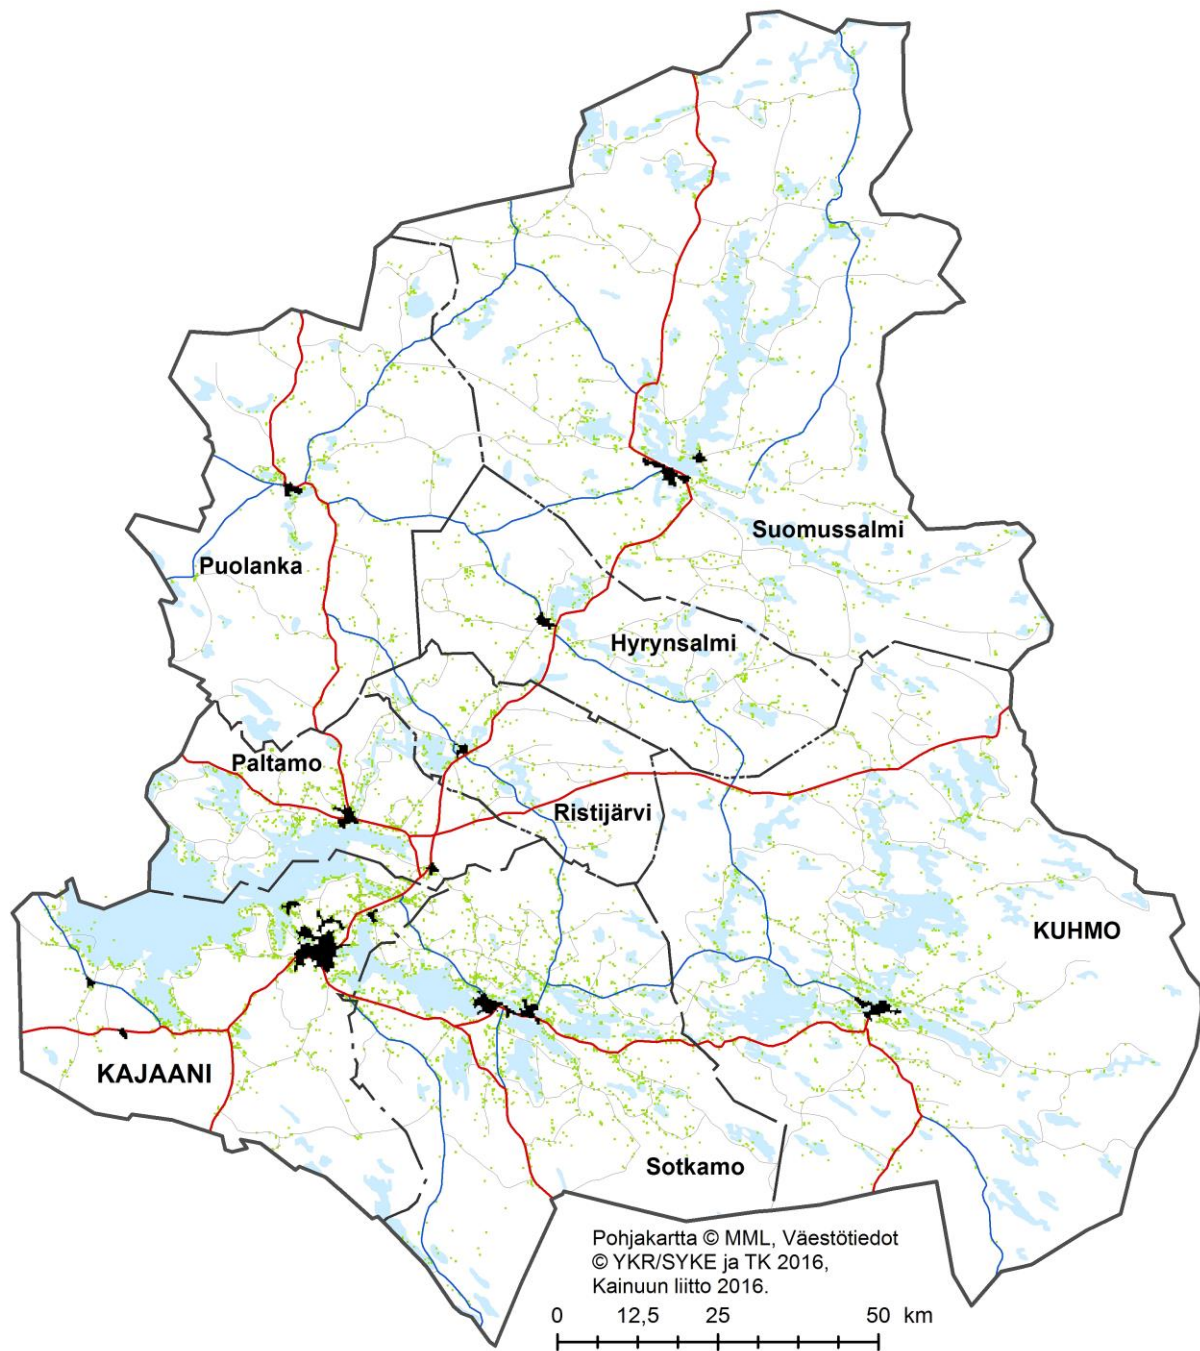 Suomussalmi
Puolanka
Hyrynsalmi
Paltamo
Ristijärvi
KUHMO
KAJAANI
Sotkamo
Pohjakartta © MML, Väestötiedot
© YKR/SYKE ja TK 2016,
Kainuun liitto 2016.
0 12,5 25 50 km